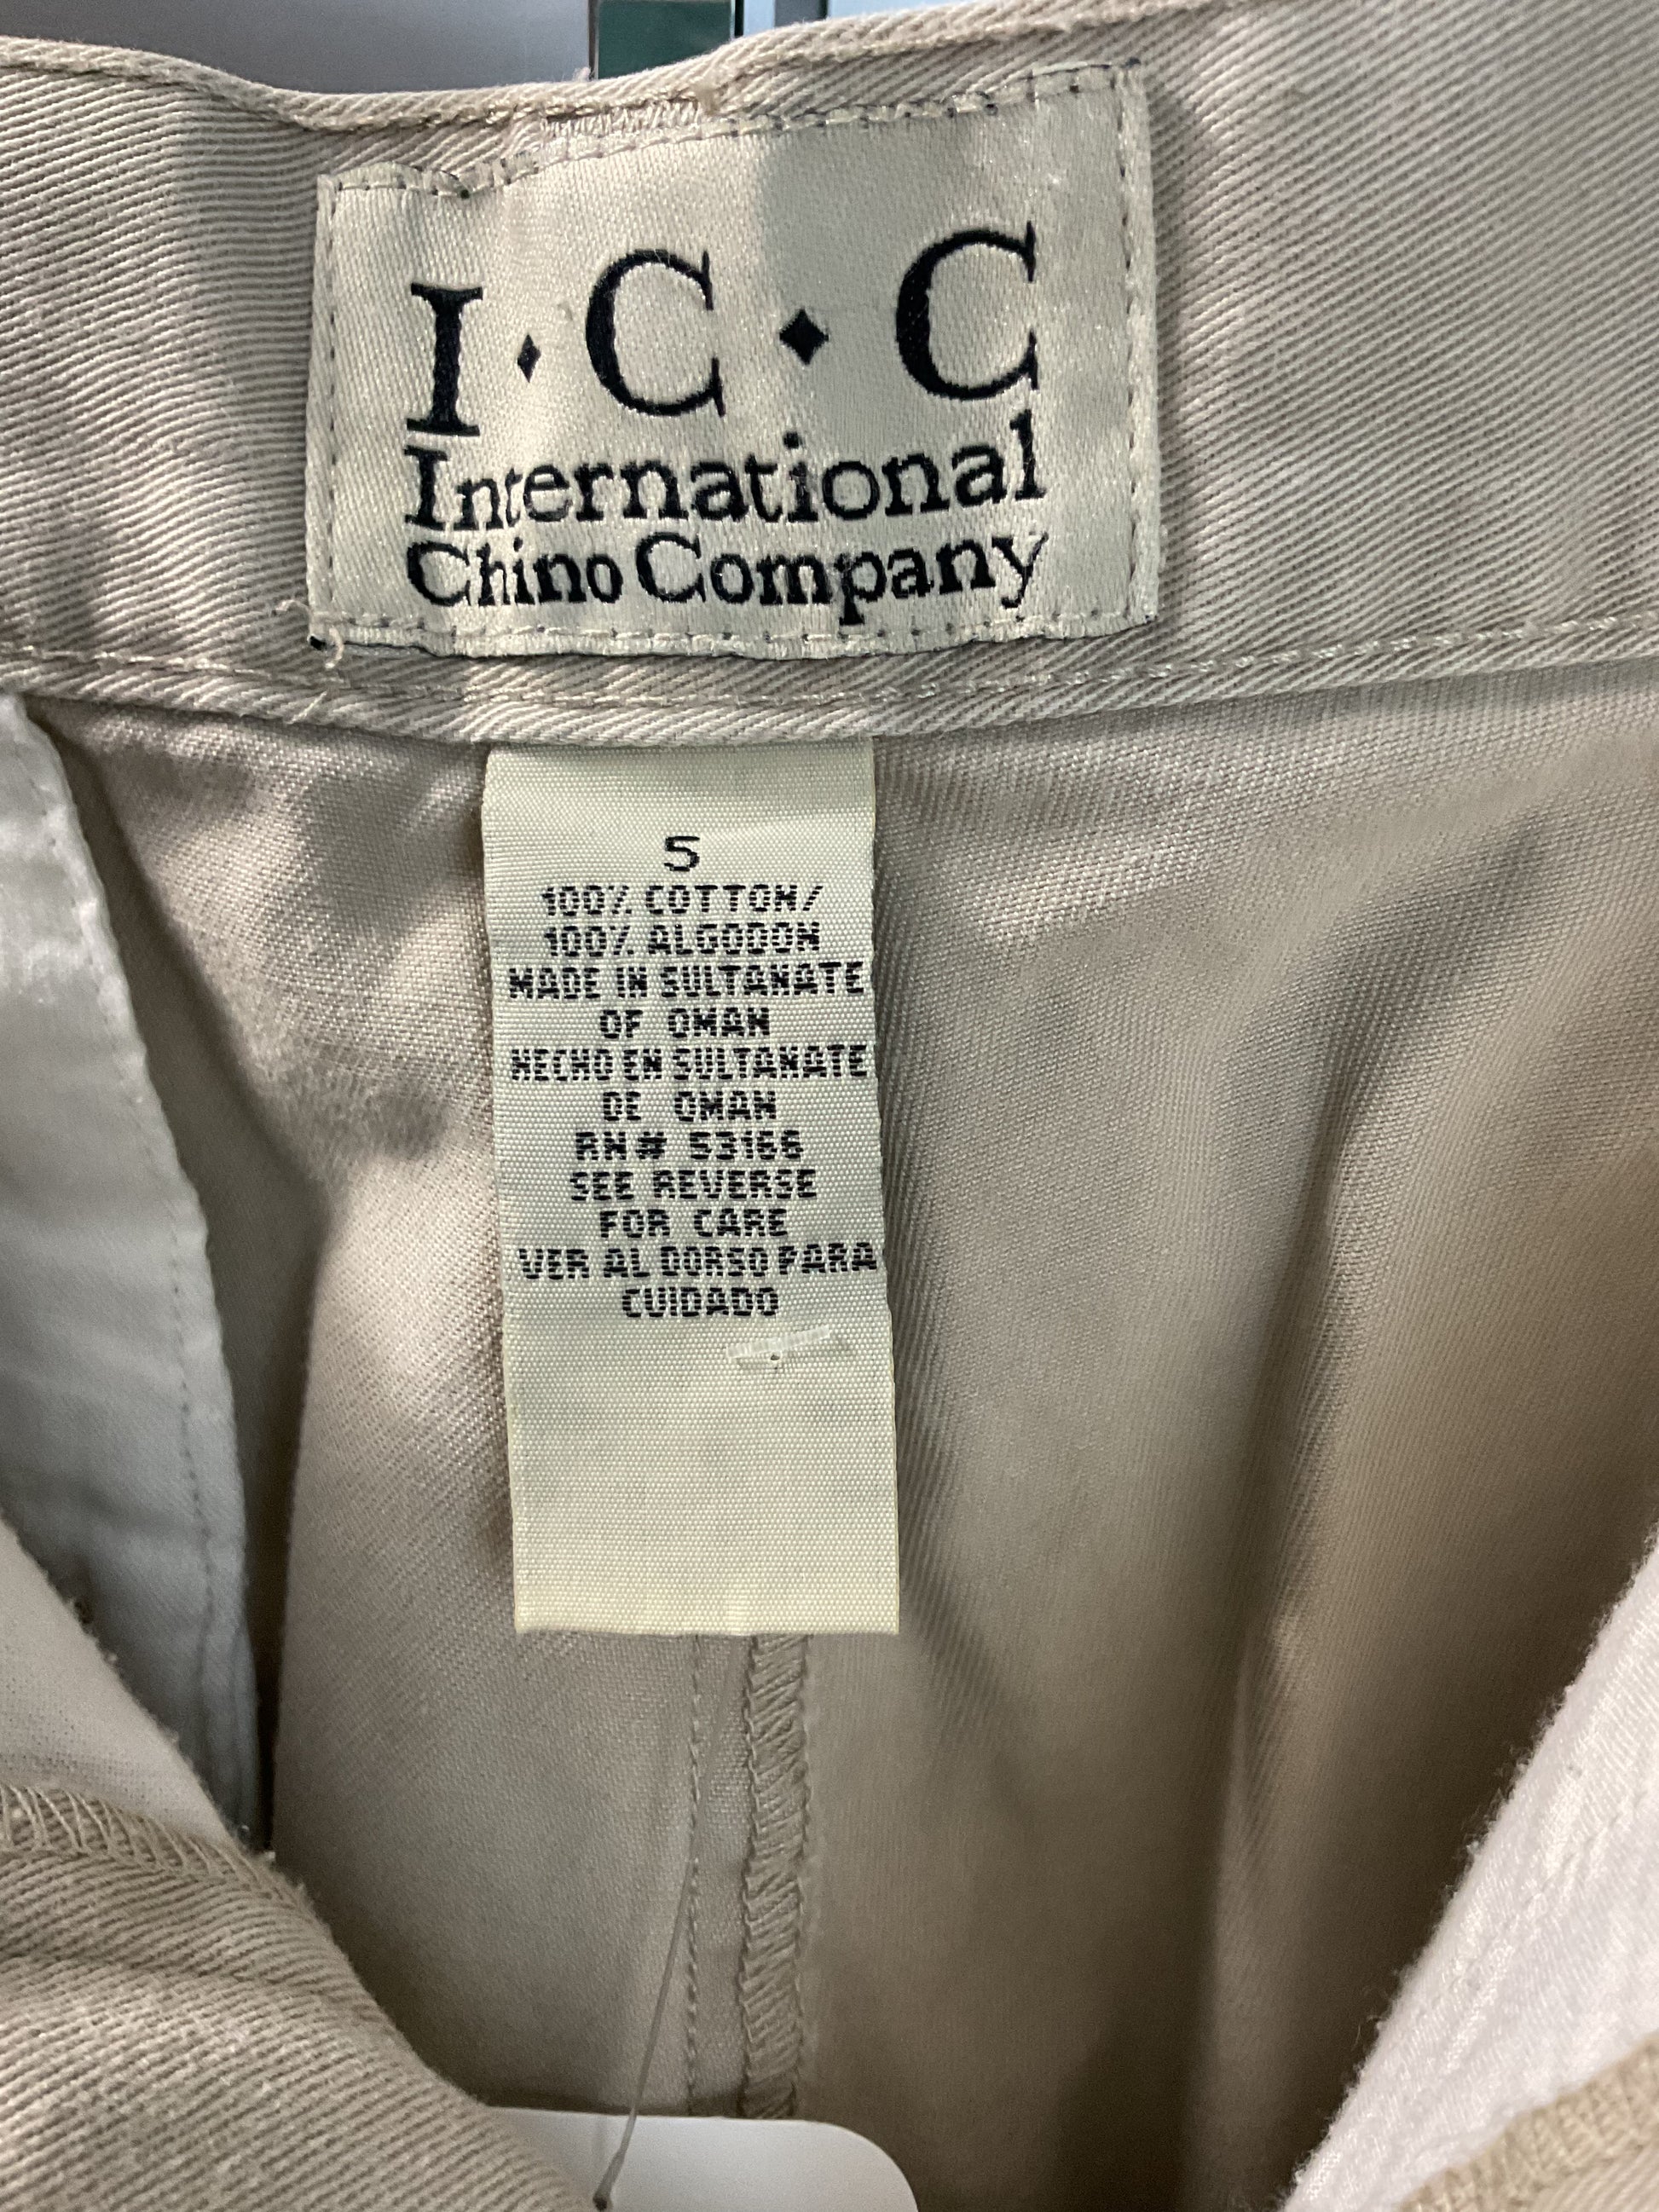 I♦C♦C
International
Chino Company
5
100% COTTON/
100% ALGODON
MADE IN SULTANATE
OF OMAN
HECHO EN SULTANATE
DE OMAN
RN# 53166
SEE REVERSE
FOR CARE
VER AL DORSO PARA
CUIDADO